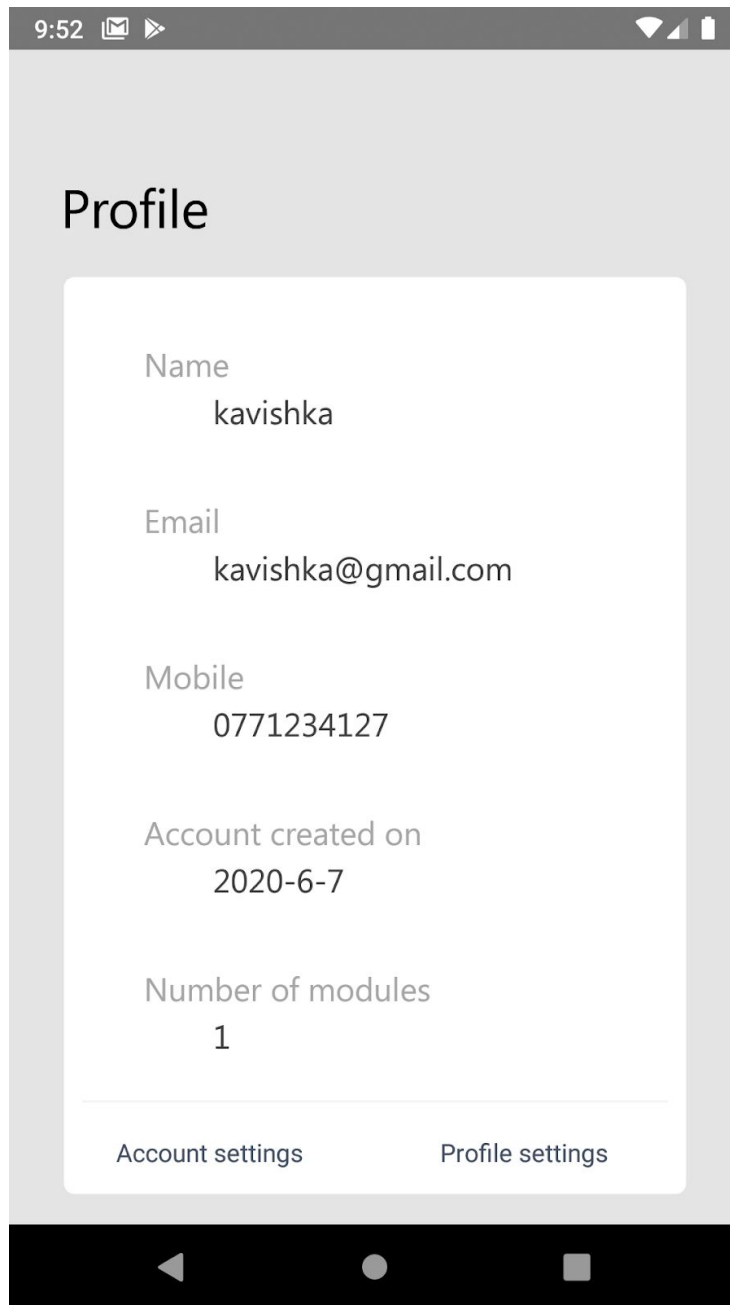 9:52
Profile
Name
kavishka
Email
kavishka@gmail.com
Mobile
0771234127
Account created on
2020-6-7
Number of modules
1
Account settings Profile settings